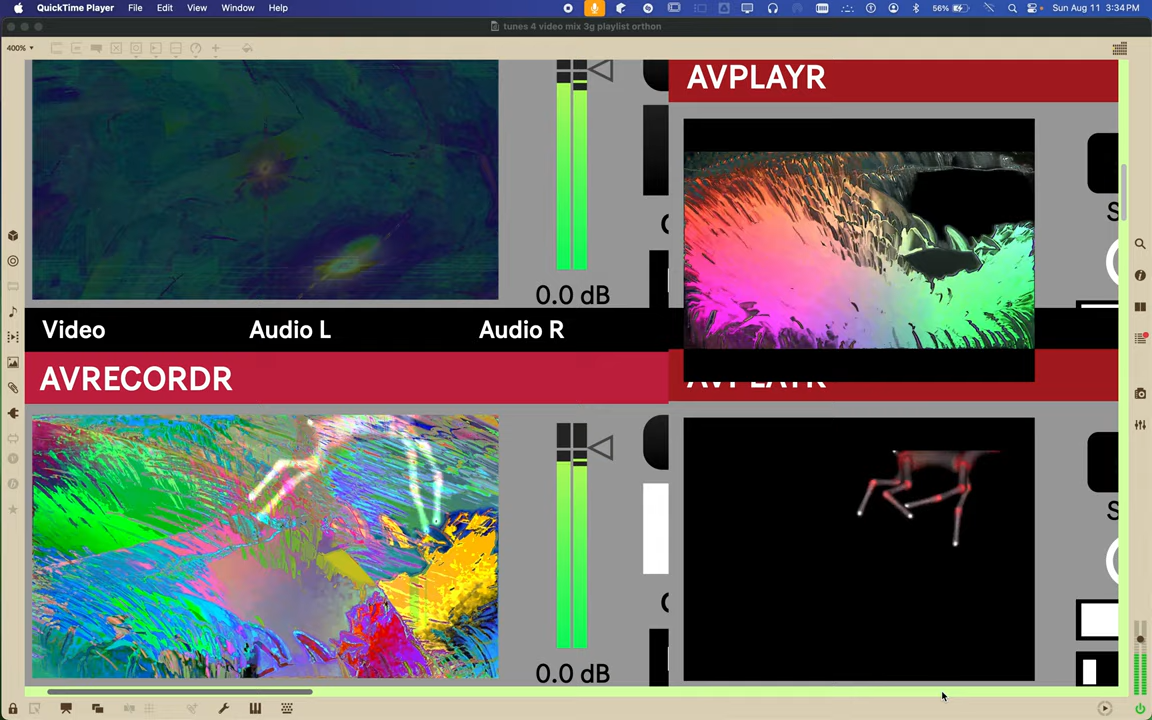 QuickTime Player File Edit View Window Help 56% Sun Aug 11 3:34 PM
tunes 4 video mix 3g playlist orthon
400%
AVPLAYR
0.0 dB
Video Audio L Audio R
AVRECORDR
AVPLAYR
0.0 dB